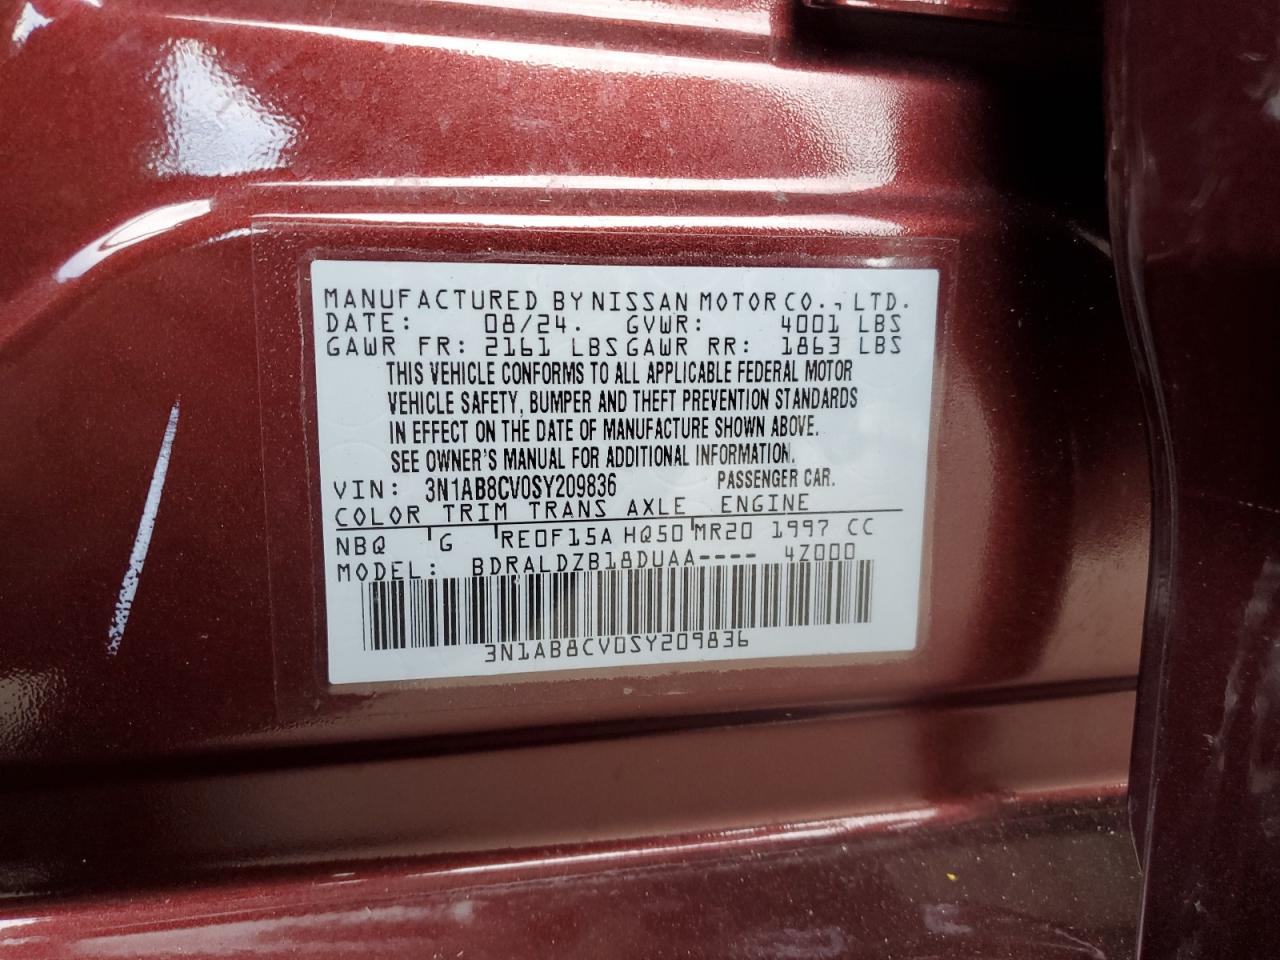 MANUFACTURED BY NISSAN MOTOR CO., LTD.
DATE: 08/24. GVWR: 4001 LBS
GAWR FR: 2161 LBS GAWR RR: 1863 LBS
THIS VEHICLE CONFORMS TO ALL APPLICABLE FEDERAL MOTOR
VEHICLE SAFETY, BUMPER AND THEFT PREVENTION STANDARDS
IN EFFECT ON THE DATE OF MANUFACTURE SHOWN ABOVE.
SEE OWNER'S MANUAL FOR ADDITIONAL INFORMATION.
VIN: 3N1AB8CV0SY209836 PASSENGER CAR.
COLOR TRIM TRANS AXLE ENGINE
NBQ G RE0F15A HQ50 MR20 1997 CC
MODEL: BDRALDZB18DUAA---- 4Z000
3N1AB8CV0SY209836